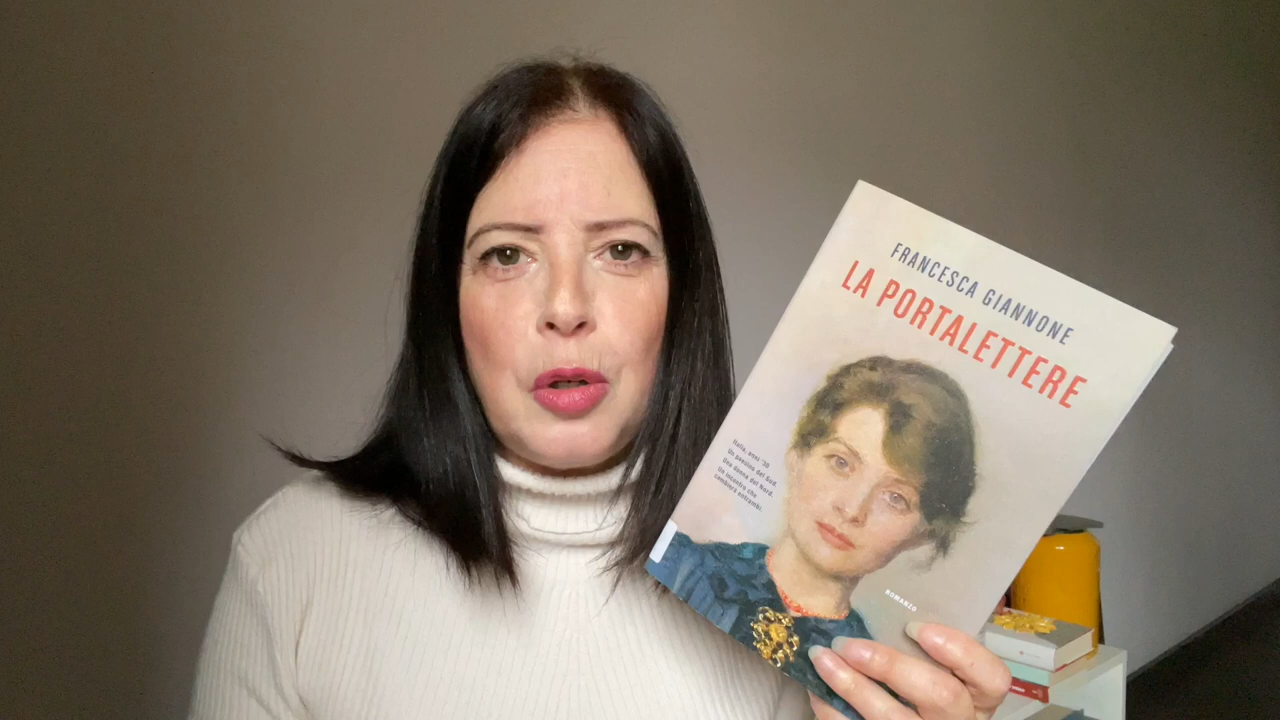 FRANCESCA GIANNONE
LA PORTALETTERE
Italia, anni '30
Un paesino del Sud.
Una donna del Nord.
Un incontro che
cambierà entrambi.
ROMANZO